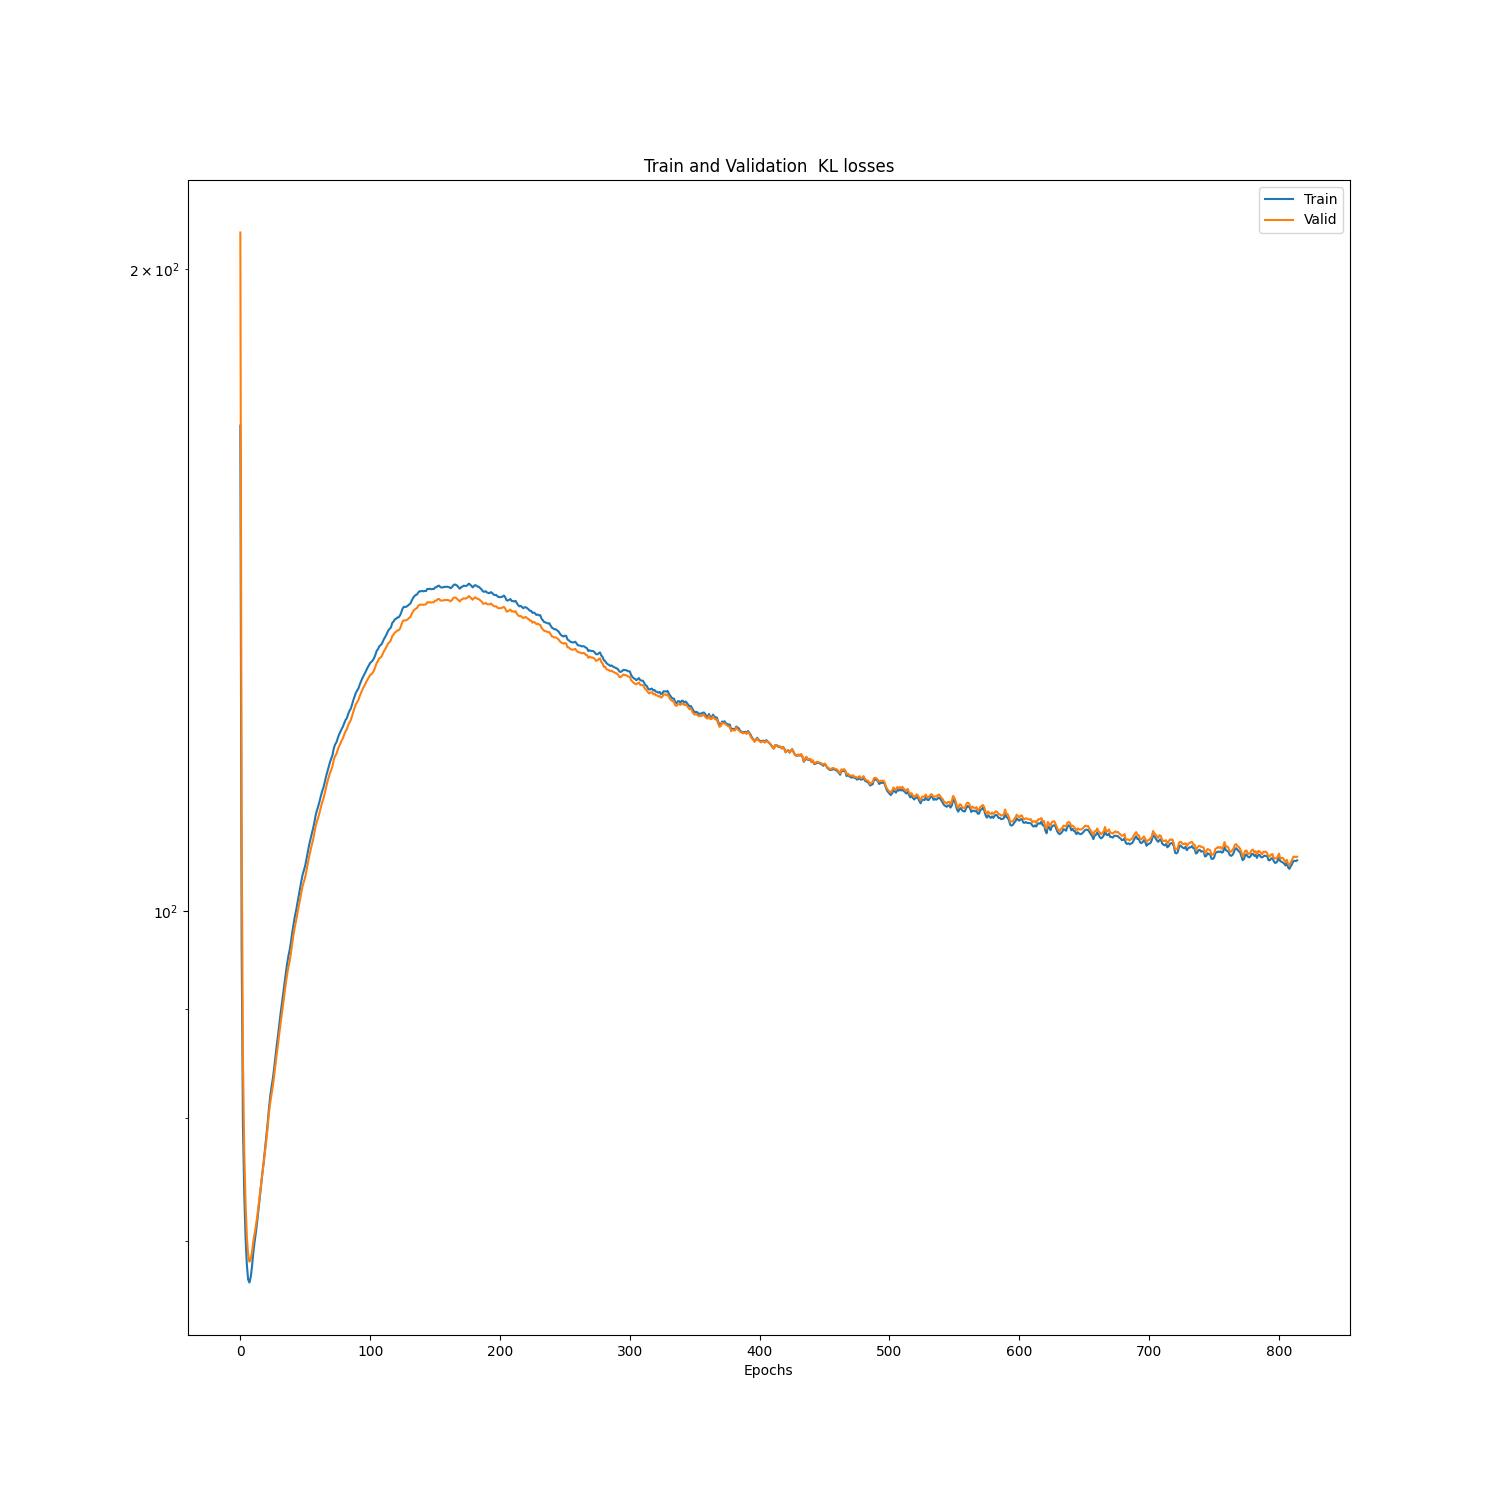 Train and Validation  KL losses
Train
Valid
2 × 10²
10²
0 100 200 300 400 500 600 700 800
Epochs